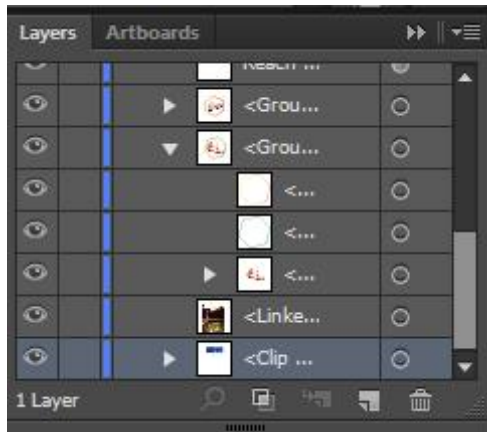 Layers Artboards
Reach ...
<Grou...
<Grou...
<...
<...
<...
<Linke...
<Clip ...
1 Layer